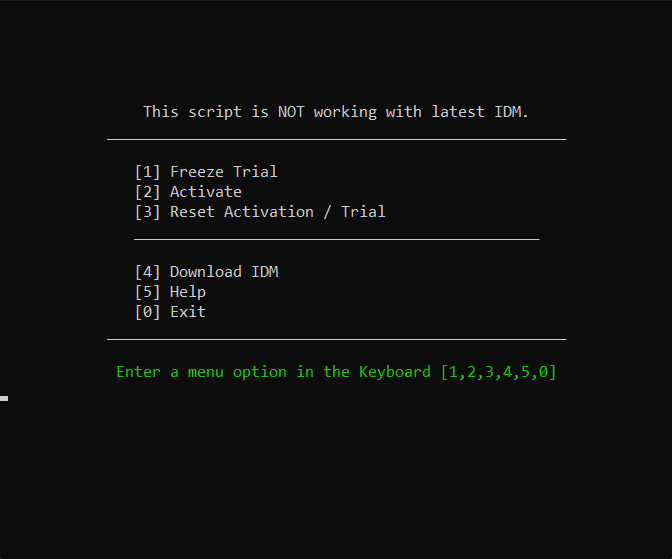 This script is NOT working with latest IDM.
[1] Freeze Trial
[2] Activate
[3] Reset Activation / Trial
[4] Download IDM
[5] Help
[0] Exit
Enter a menu option in the Keyboard [1,2,3,4,5,0]